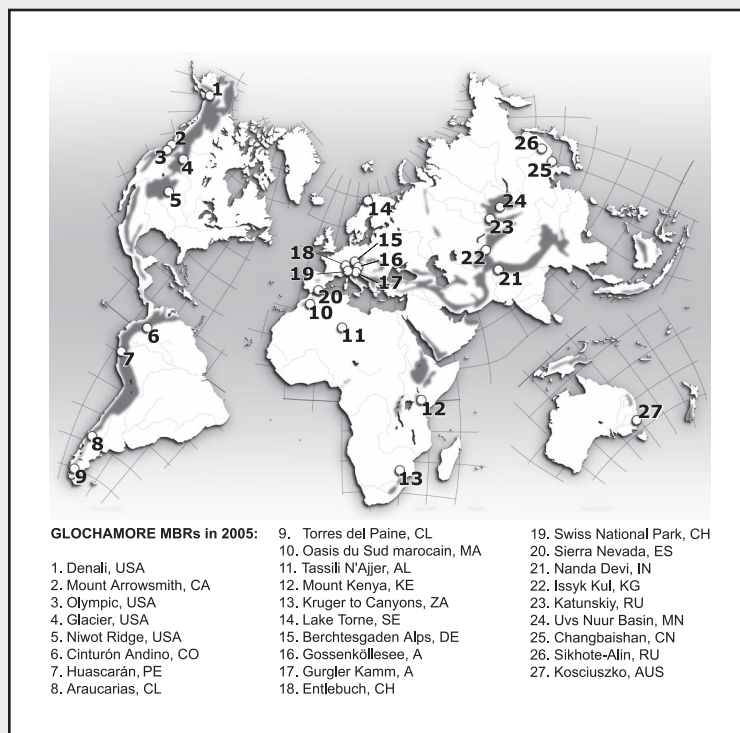 1
2
3
4
5
6
7
8
9
10
11
12
13
14
15
16
17
18
19
20
21
22
23
24
25
26
27
GLOCHAMORE MBRs in 2005:
1. Denali, USA
2. Mount Arrowsmith, CA
3. Olympic, USA
4. Glacier, USA
5. Niwot Ridge, USA
6. Cinturón Andino, CO
7. Huascarán, PE
8. Araucarias, CL
9. Torres del Paine, CL
10. Oasis du Sud marocain, MA
11. Tassili N'Ajjer, AL
12. Mount Kenya, KE
13. Kruger to Canyons, ZA
14. Lake Torne, SE
15. Berchtesgaden Alps, DE
16. Gossenköllesee, A
17. Gurgler Kamm, A
18. Entlebuch, CH
19. Swiss National Park, CH
20. Sierra Nevada, ES
21. Nanda Devi, IN
22. Issyk Kul, KG
23. Katunskiy, RU
24. Uvs Nuur Basin, MN
25. Changbaishan, CN
26. Sikhote-Alin, RU
27. Kosciuszko, AUS